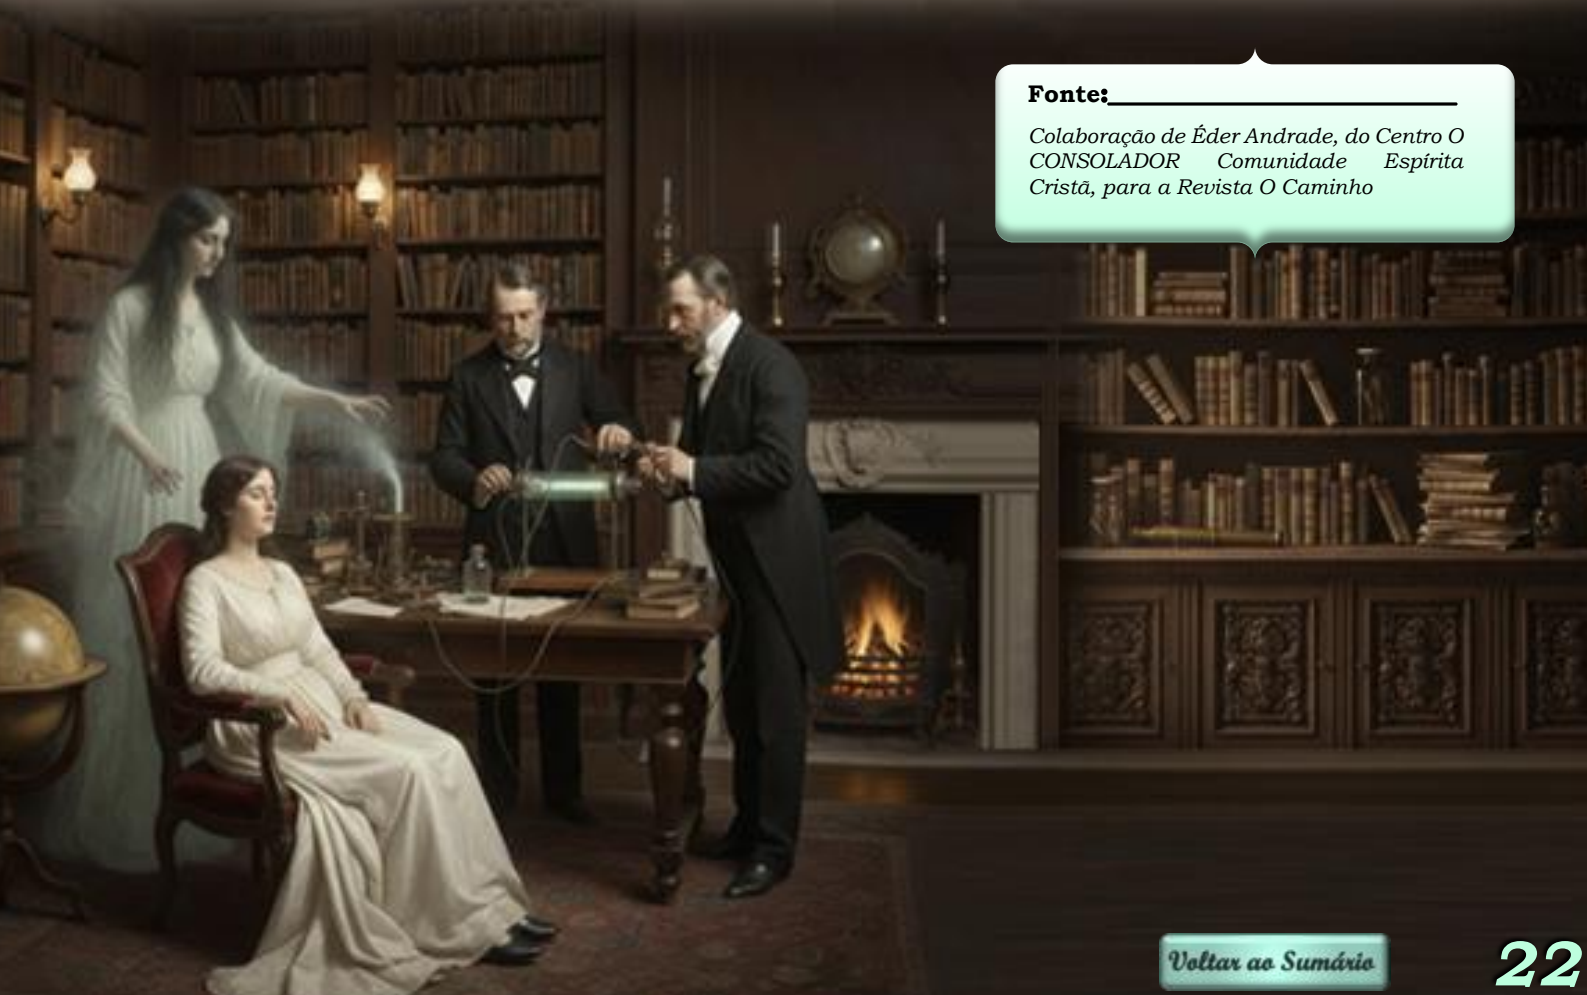 Fonte:
Colaboração de Éder Andrade, do Centro O
CONSOLADOR Comunidade Espírita
Cristã, para a Revista O Caminho
Voltar ao Sumário
22